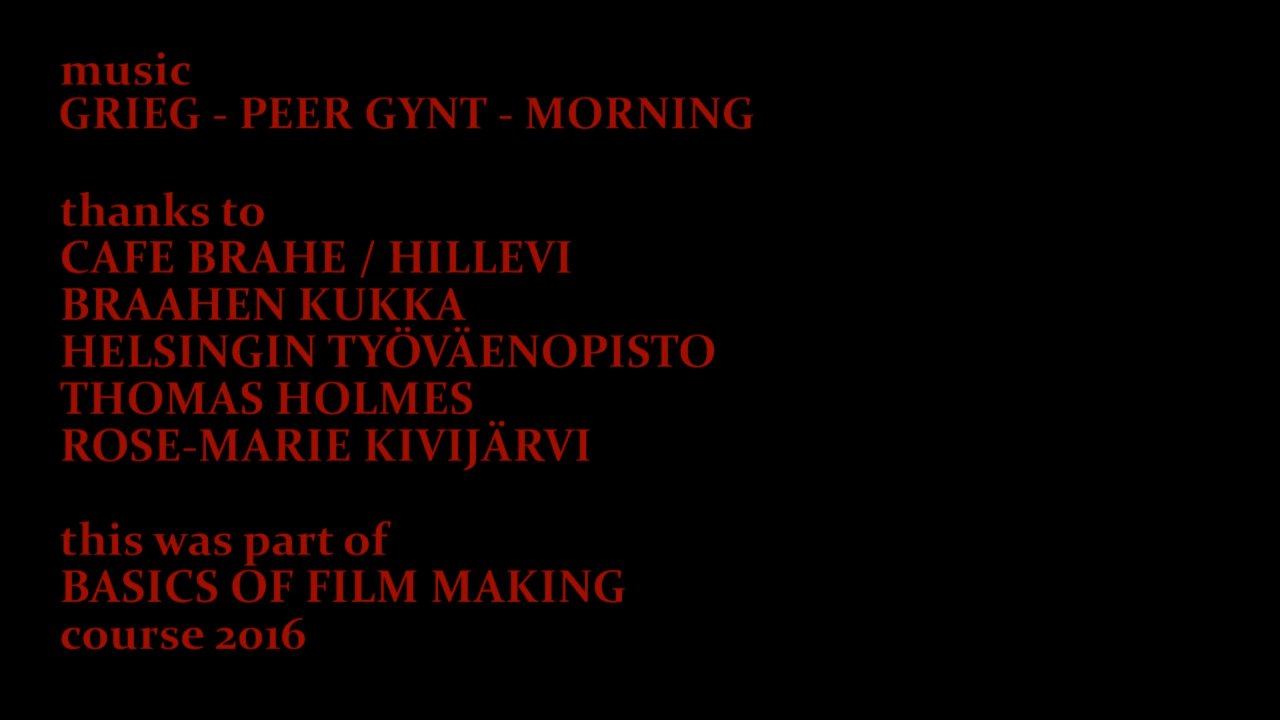 music
GRIEG - PEER GYNT - MORNING
thanks to
CAFE BRAHE / HILLEVI
BRAAHEN KUKKA
HELSINGIN TYÖVÄENOPISTO
THOMAS HOLMES
ROSE-MARIE KIVIJÄRVI
this was part of
BASICS OF FILM MAKING
course 2016